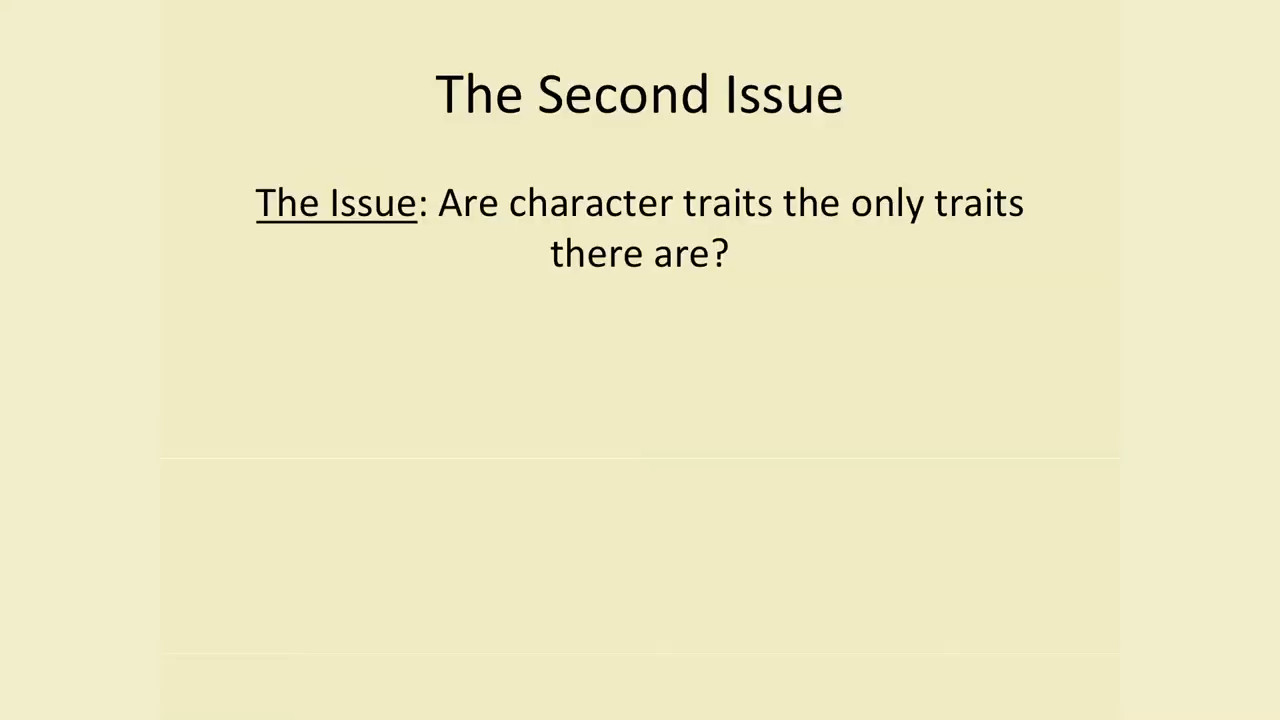 The Second Issue
The Issue: Are character traits the only traits
there are?